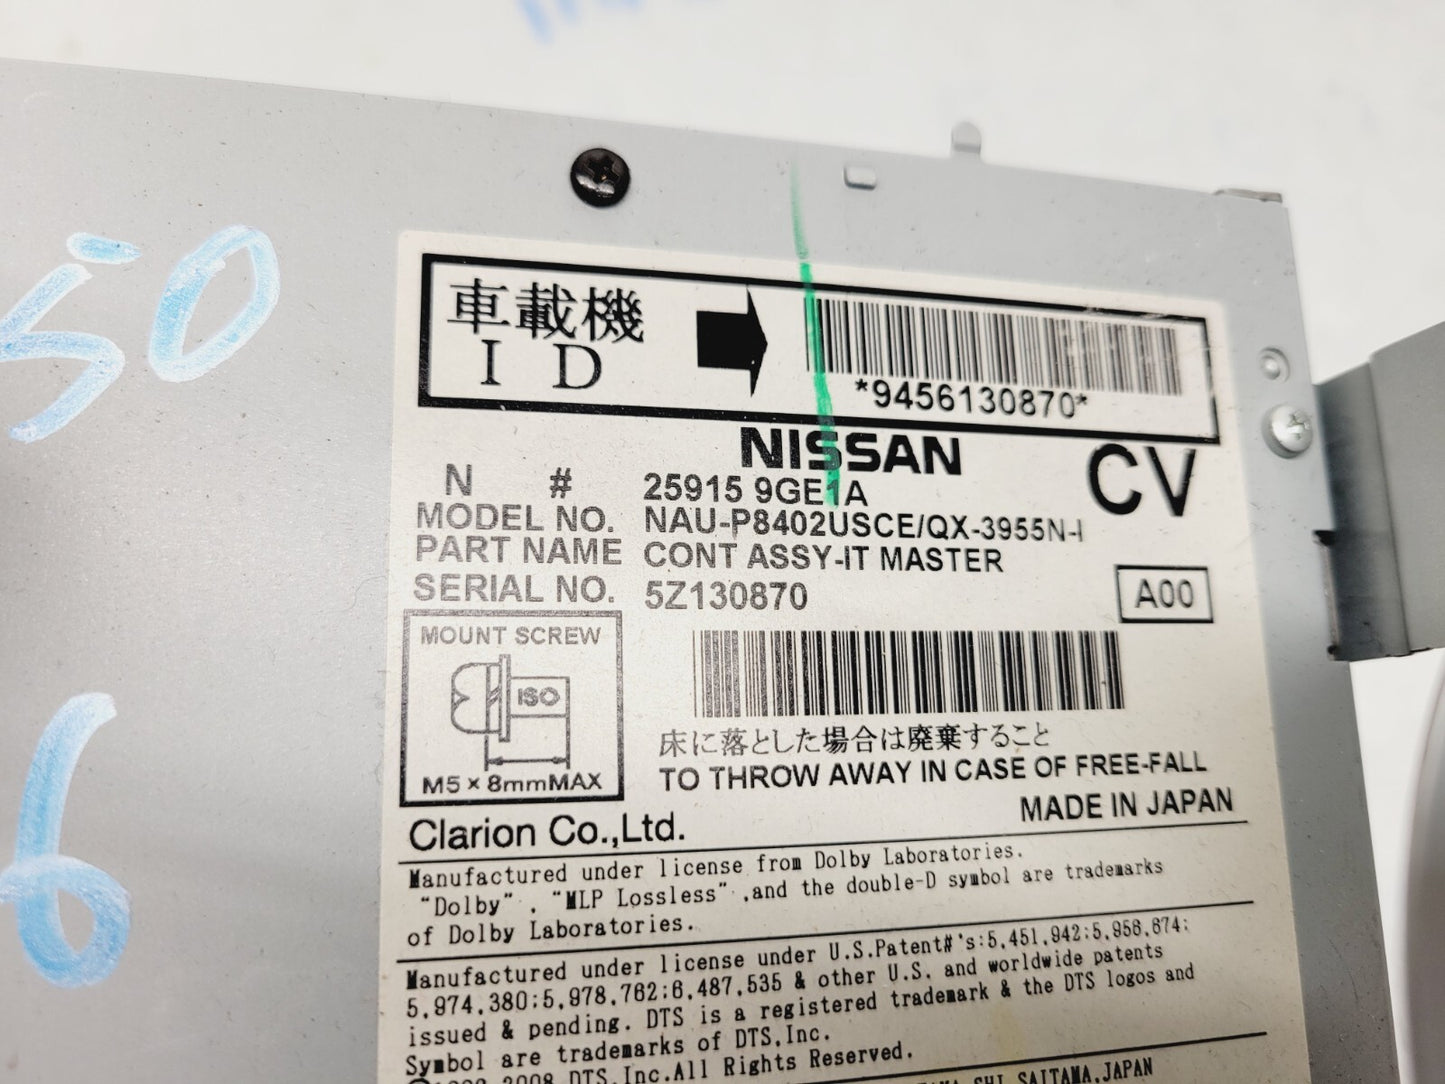 50
6
車載機
I D
*9456130870*
NISSAN
CV
N # 25915 9GE1A
MODEL NO. NAU-P8402USCE/QX-3955N-I
PART NAME CONT ASSY-IT MASTER
SERIAL NO. 5Z130870
A00
MOUNT SCREW
ISO
M5×8mmMAX
床に落とした場合は廃棄すること
TO THROW AWAY IN CASE OF FREE-FALL
MADE IN JAPAN
Clarion Co.,Ltd.
Manufactured under license from Dolby Laboratories.
“Dolby”, “MLP Lossless”,and the double-D symbol are trademarks
of Dolby Laboratories.
Manufactured under license under U.S.Patent#'s:5,451,942;5,956,674;
5,974,380;5,978,762;6,487,535 & other U.S. and worldwide patents
issued & pending. DTS is a registered trademark & the DTS logos and
Symbol are trademarks of DTS,Inc.
2008 DTS,Inc.All Rights Reserved.
SHI SAITAMA,JAPAN